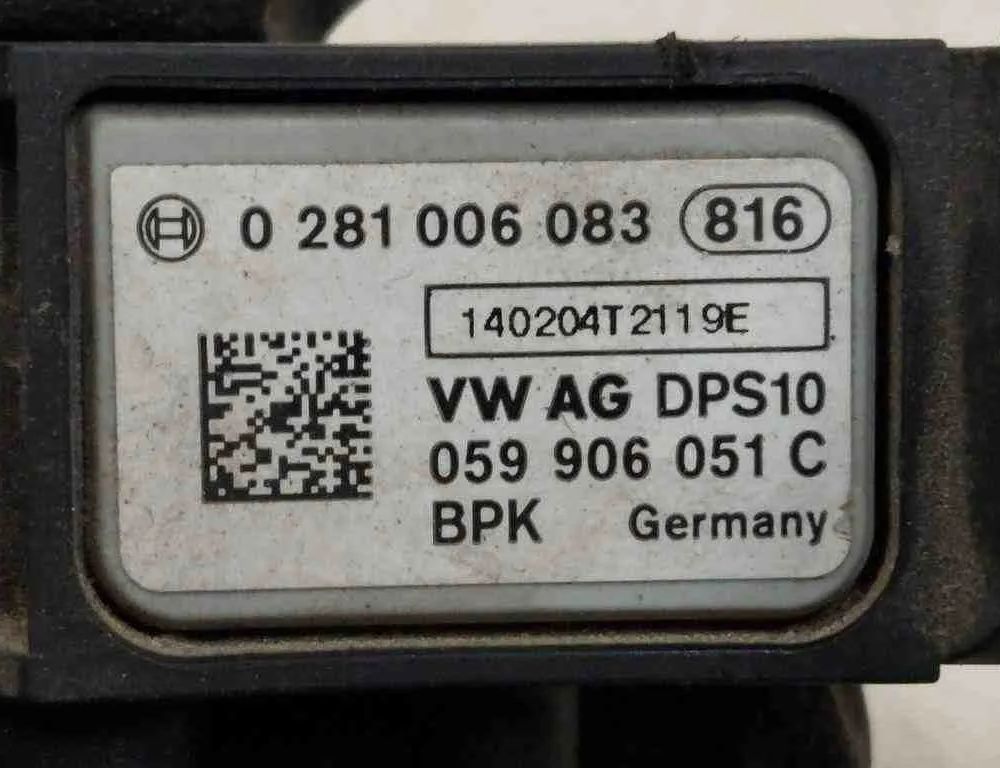 0 281 006 083 816
140204T2119E
VW AG DPS10
059 906 051 C
BPK Germany